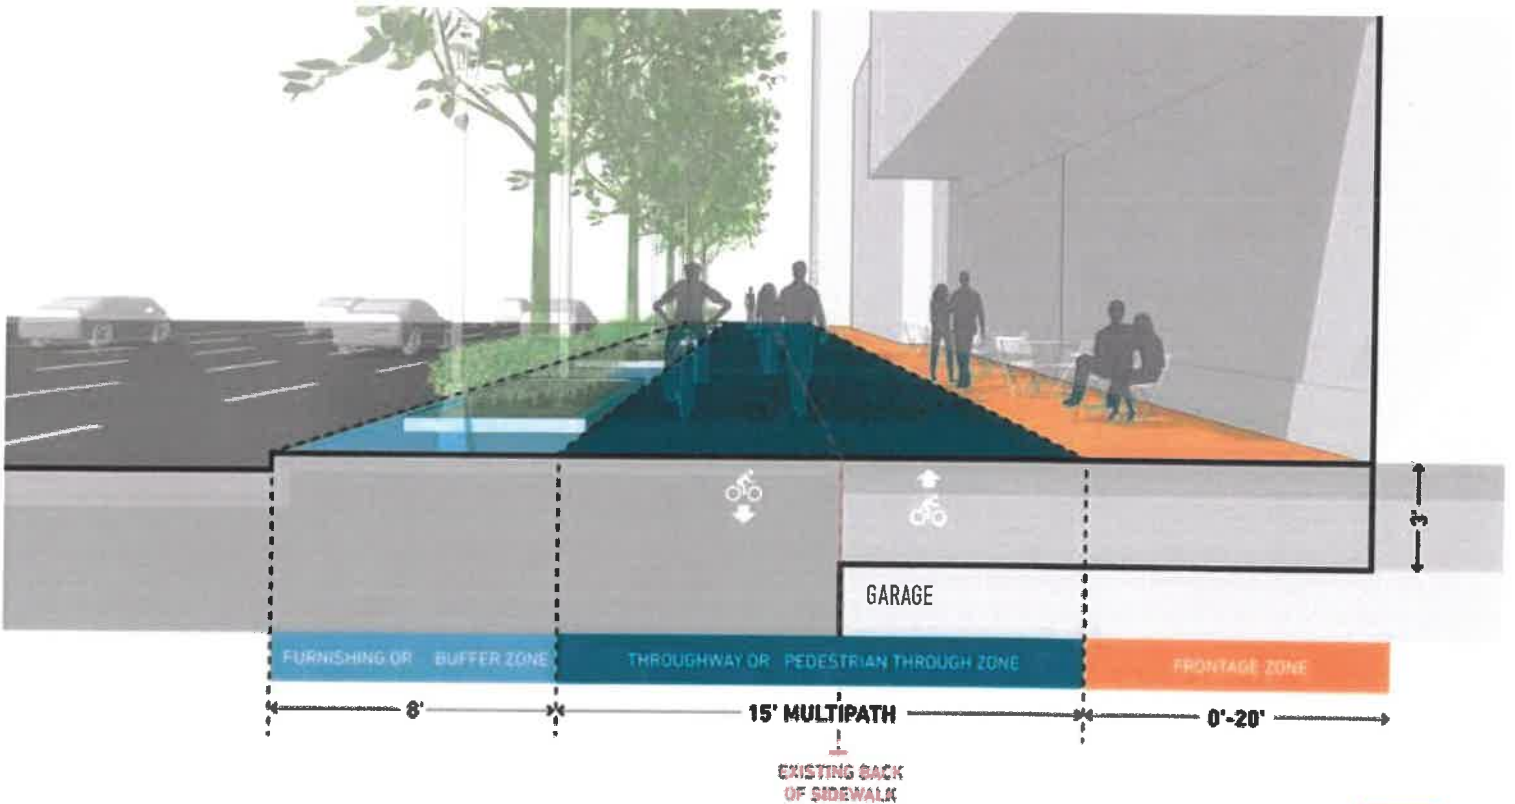 3'
GARAGE
FURNISHING OR BUFFER ZONE
THROUGHWAY OR PEDESTRIAN THROUGH ZONE
FRONTAGE ZONE
8'
15' MULTIPATH
0'-20'
EXISTING BACK
OF SIDEWALK